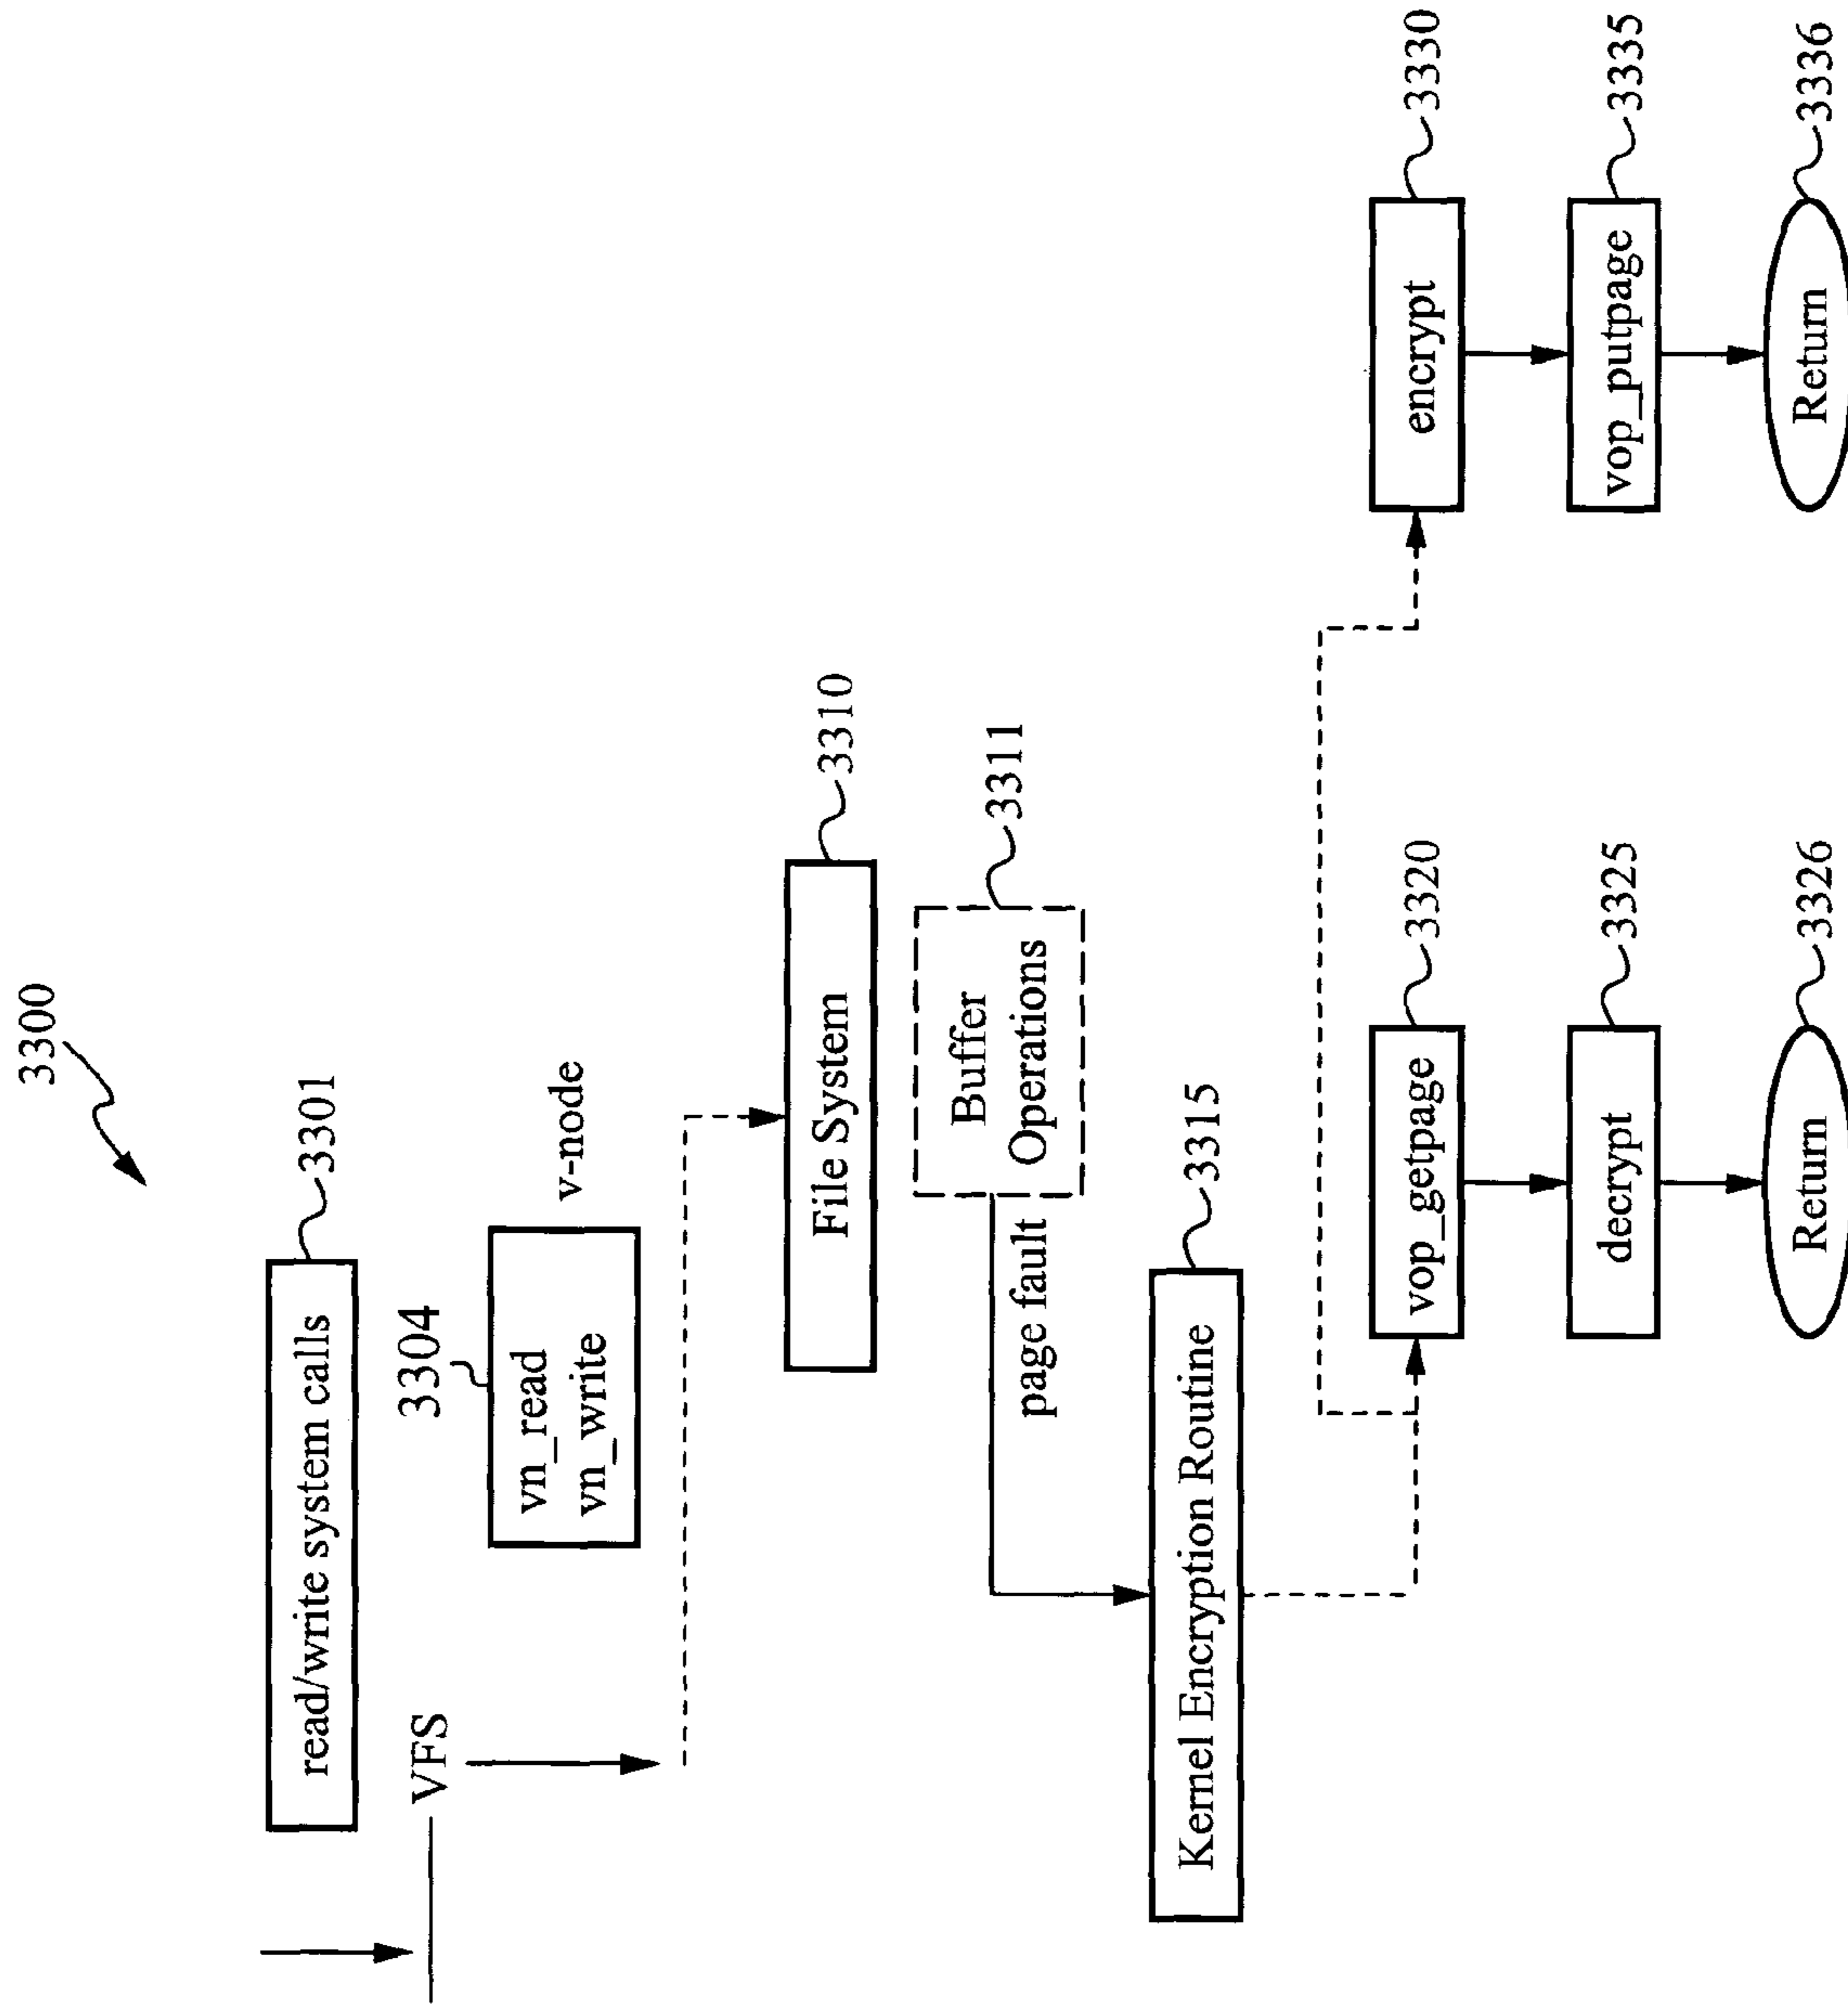 3300
read/write system calls
3301
VFS
3304
vn_read
vn_write
v-node
File System
3310
Buffer
Operations
3311
page fault
Kernel Encryption Routine
3315
vop_getpage
3320
encrypt
3330
decrypt
3325
vop_putpage
3335
Return
3326
Return
3336